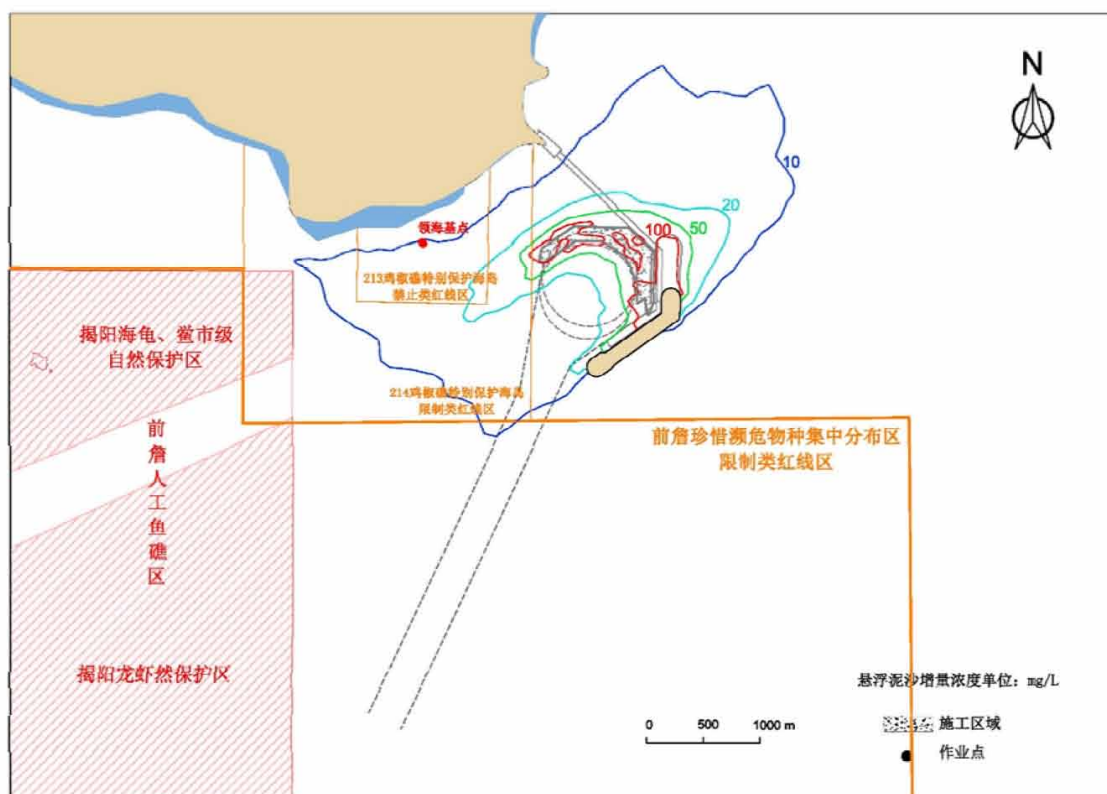 N
10
20
50
100
领海基点
213鸡椒礁特别保护海岛
禁止类红线区
揭阳海龟、鲎市级
自然保护区
214鸡椒礁特别保护海岛
限制类红线区
前詹人工鱼礁区
前詹珍惜濒危物种集中分布区
限制类红线区
揭阳龙虾然保护区
悬浮泥沙增量浓度单位：mg/L
0 500 1000 m
施工区域
作业点